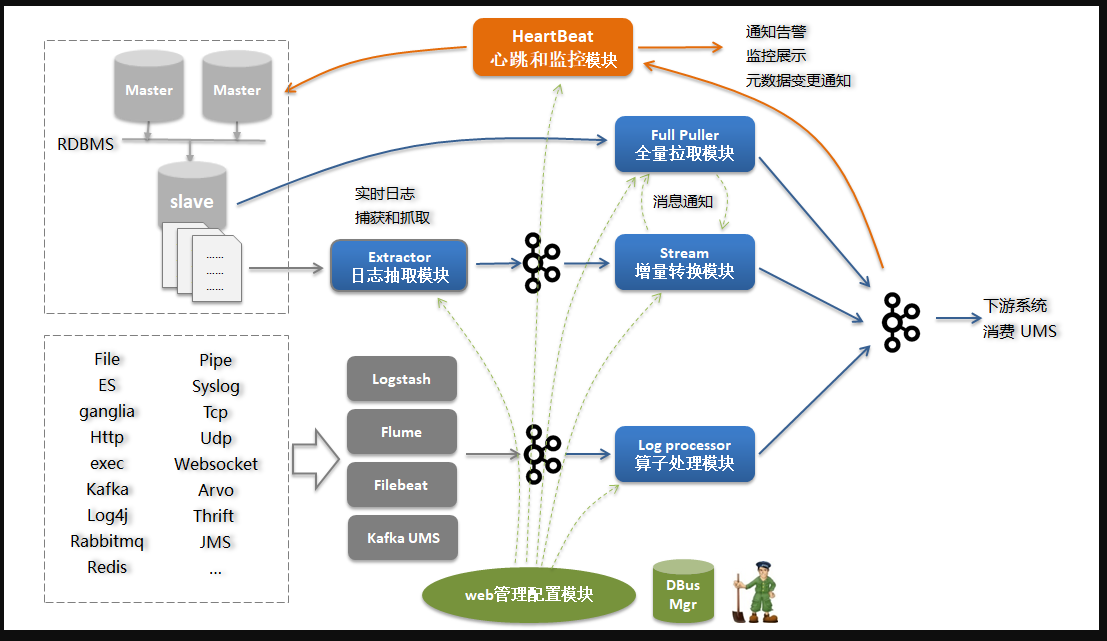 HeartBeat
心跳和监控模块
通知告警
监控展示
元数据变更通知
Master
Master
RDBMS
slave
......
......
......
Full Puller
全量拉取模块
实时日志
捕获和抓取
消息通知
Extractor
日志抽取模块
Stream
增量转换模块
下游系统
消费 UMS
File
ES
ganglia
Http
exec
Kafka
Log4j
Rabbitmq
Redis
Pipe
Syslog
Tcp
Udp
Websocket
Arvo
Thrift
JMS
...
Logstash
Flume
Filebeat
Kafka UMS
Log processor
算子处理模块
web管理配置模块
DBus
Mgr